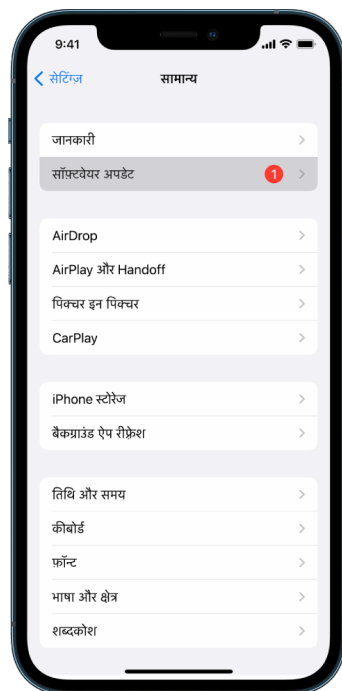 9:41
सेटिंग्ज़
सामान्य
जानकारी
सॉफ़्टवेयर अपडेट
1
AirDrop
AirPlay और Handoff
पिक्चर इन पिक्चर
CarPlay
iPhone स्टोरेज
बैकग्राउंड ऐप रीफ़्रेश
तिथि और समय
कीबोर्ड
फ़ॉन्ट
भाषा और क्षेत्र
शब्दकोश